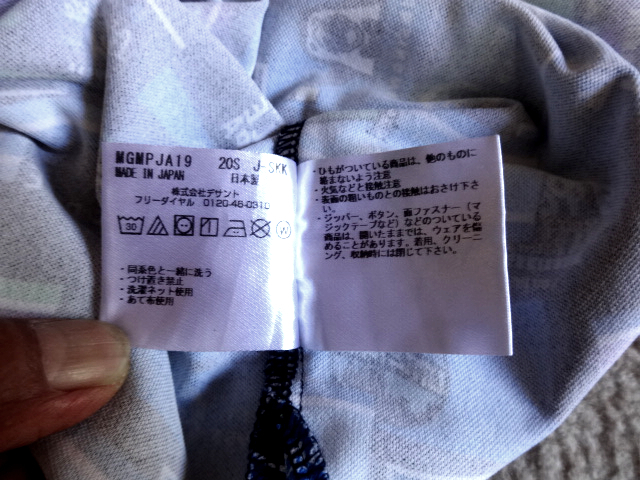 MGMPJA19 20S J-SKK
MADE IN JAPAN 日本製
株式会社デサント
フリーダイヤル 0120-46-0310
30
W
・同系色と一緒に洗う
・つけ置き禁止
・洗濯ネット使用
・あて布使用
・ひもがついている商品は、他のものに
絡まないよう注意
・火気などと接触注意
・表面の粗いものとの接触はおさけ下さ
い。
・ジッパー、ボタン、面ファスナー(マ
ジックテープなど)などのついている
商品は、開いたままでは、ウェアを傷
めることがあります。着用、クリーニ
ング、収納時には閉じて下さい。